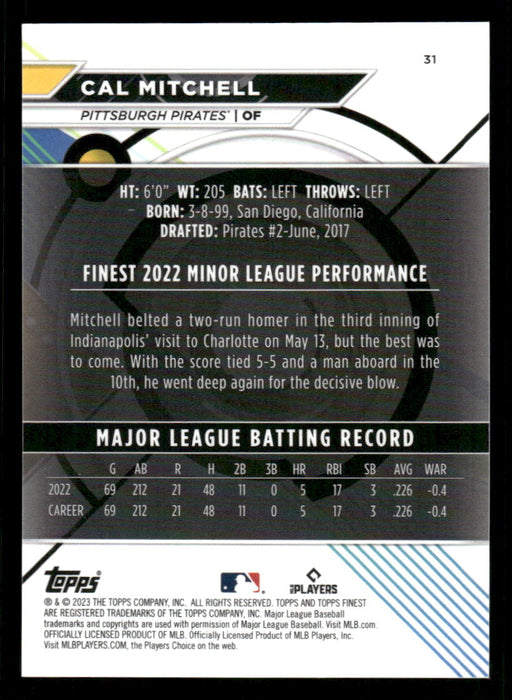 31
CAL MITCHELL
PITTSBURGH PIRATES™ | OF
HT: 6'0" WT: 205 BATS: LEFT THROWS: LEFT
BORN: 3-8-99, San Diego, California
DRAFTED: Pirates #2-June, 2017
FINEST 2022 MINOR LEAGUE PERFORMANCE
Mitchell belted a two-run homer in the third inning of
Indianapolis' visit to Charlotte on May 13, but the best was
to come. With the score tied 5-5 and a man aboard in the
10th, he went deep again for the decisive blow.
MAJOR LEAGUE BATTING RECORD
G AB R H 2B 3B HR RBI SB AVG WAR
2022 69 212 21 48 11 0 5 17 3 .226 -0.4
CAREER 69 212 21 48 11 0 5 17 3 .226 -0.4
Topps
MLB PLAYERS
® & © 2023 THE TOPPS COMPANY, INC. ALL RIGHTS RESERVED. TOPPS AND TOPPS FINEST
ARE REGISTERED TRADEMARKS OF THE TOPPS COMPANY, INC. Major League Baseball
trademarks and copyrights are used with permission of Major League Baseball. Visit MLB.com.
OFFICIALLY LICENSED PRODUCT OF MLB. Officially Licensed Product of MLB Players, Inc.
Visit MLBPLAYERS.COM, the Players Choice on the web.